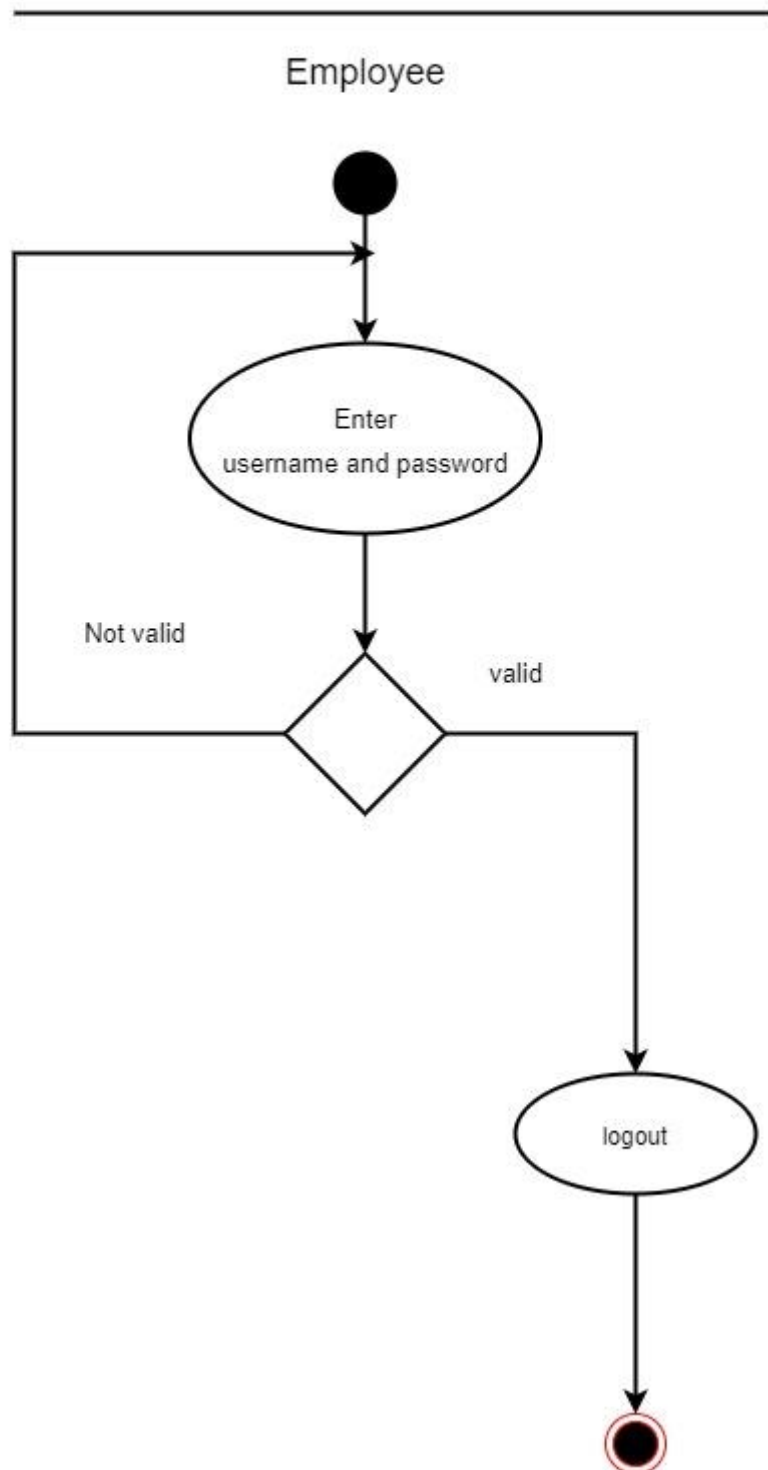 Employee
Enter
username and password
Not valid
valid
logout